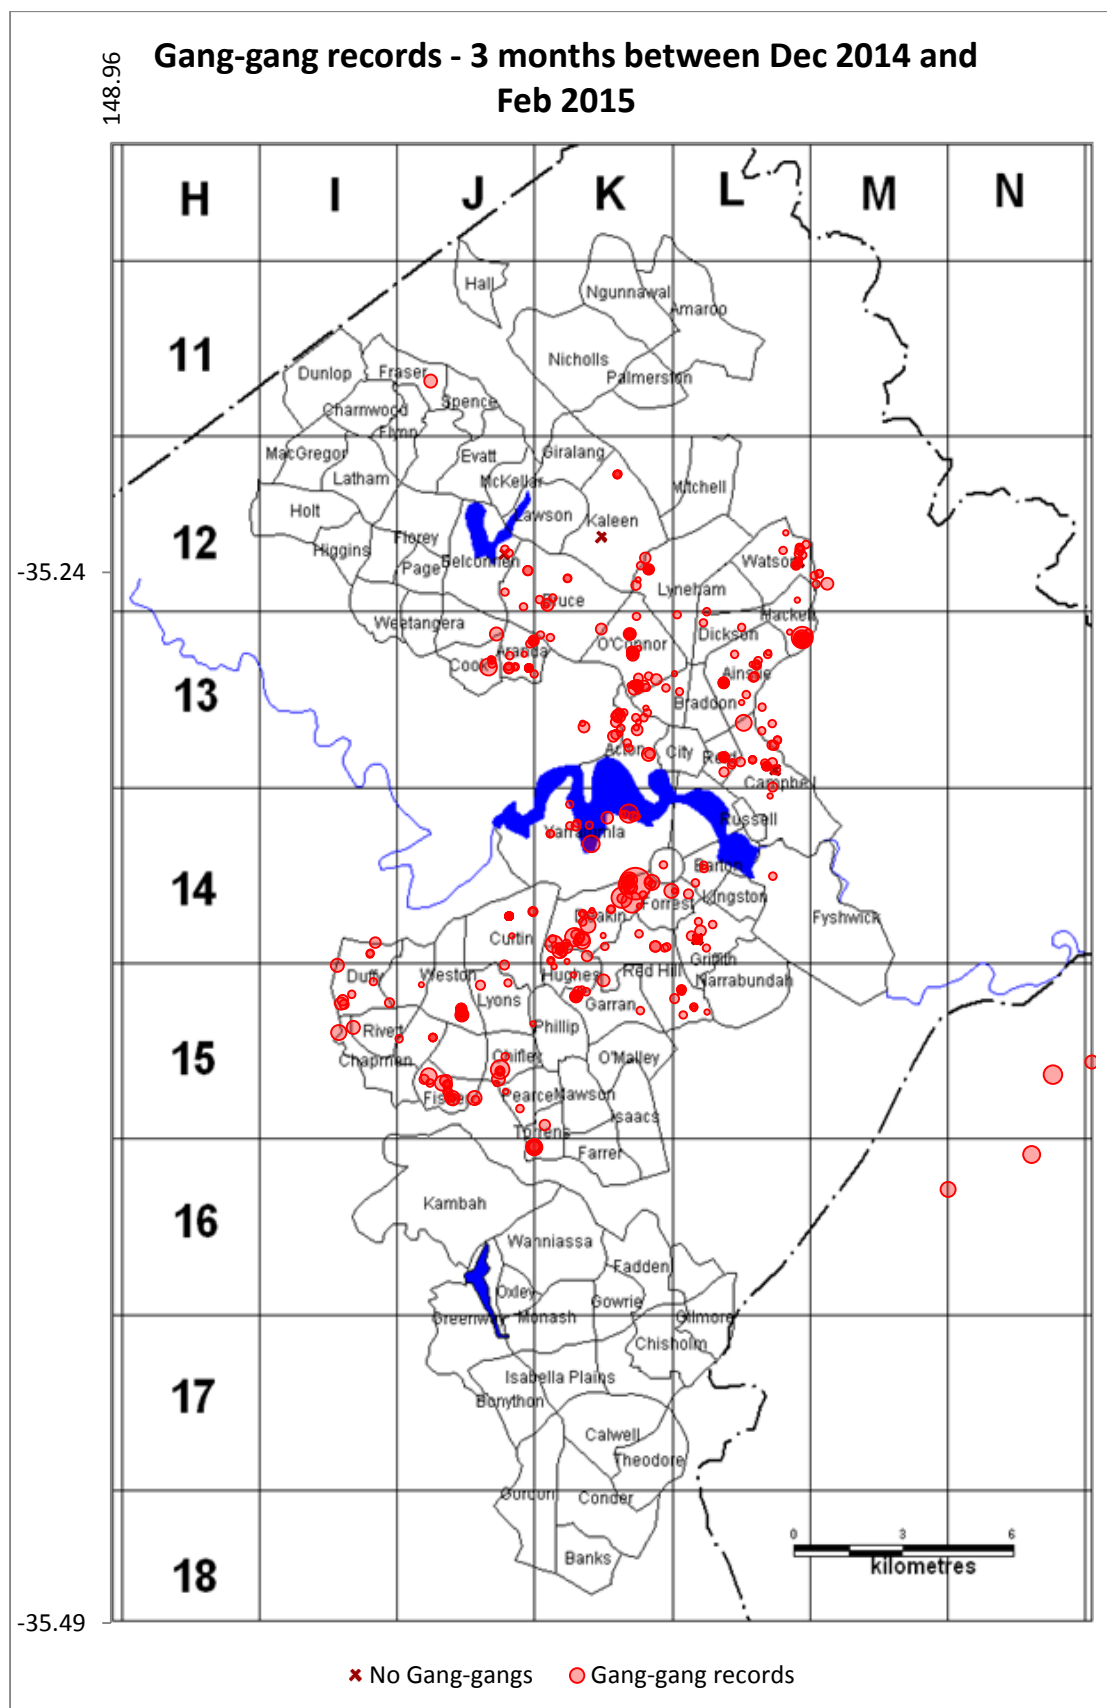 Gang-gang records - 3 months between Dec 2014 and
Feb 2015
148.96
H I J K L M N
Hall
Ngunnawal
Amaroo
11
Nicholls
Dunlop
Fraser
Palmerston
Spence
Charnwood
Flynn
MacGregor
Evatt
Giralang
Latham
McKellar
Mitchell
Holt
Lawson
Kaleen
12
Florey
Higgins
Page
Belconnen
Watson
-35.24
Lyneham
Bruce
Weetangera
Dickson
O'Connor
Aranda
Cook
Ainslie
13
Braddon
Acton
City
Reid
Campbell
Russell
Yarralumla
Barton
14
Forrest
Kingston
Deakin
Fyshwick
Curtin
Griffith
Duffy
Weston
Hughes
Red Hill
Narrabundah
Lyons
Garran
Rivett
Phillip
Chapman
Chifley
O'Malley
15
Fisher
Pearce
Mawson
Isaacs
Torrens
Farrer
Kambah
16
Wanniassa
Fadden
Oxley
Gowrie
Greenway
Monash
Gilmore
Chisholm
Isabella Plains
17
Bonython
Calwell
Theodore
Gordon
Conder
0 3 6
kilometres
Banks
18
-35.49
No Gang-gangs
Gang-gang records